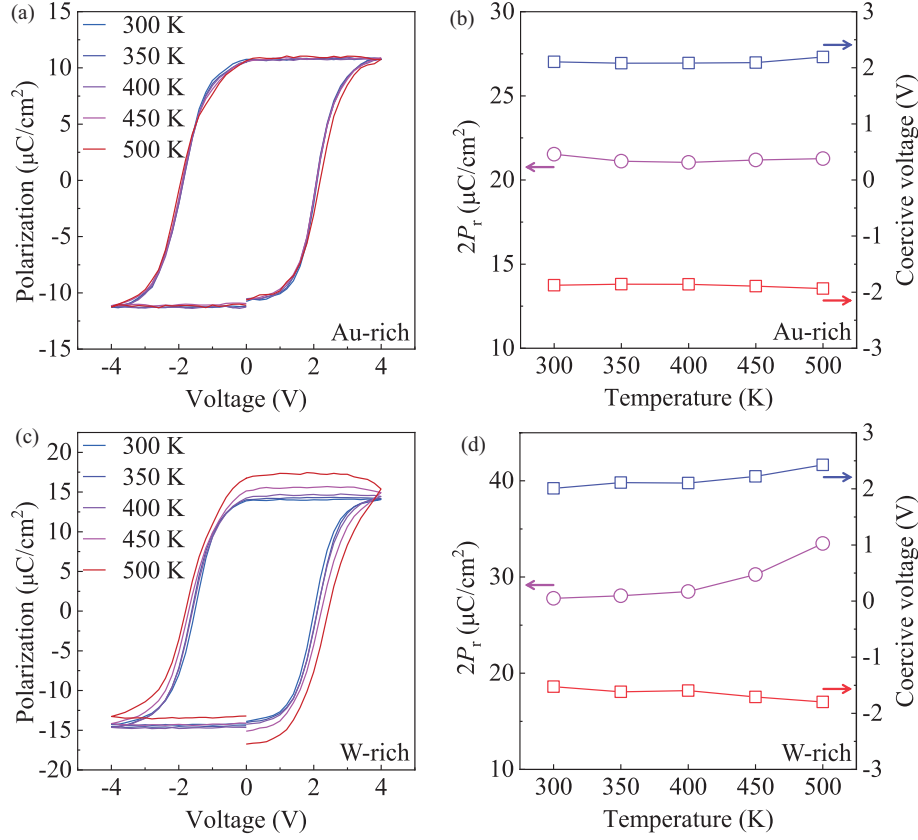 (a)
15
10
5
0
-5
-10
-15
Polarization (μC/cm²)
300 K
350 K
400 K
450 K
500 K
Au-rich
-4 -2 0 2 4
Voltage (V)
(b)
30
27
25
23
20
18
15
13
10
2Pr (μC/cm²)
3
2
1
0
-1
-2
-3
Coercive voltage (V)
Au-rich
300 350 400 450 500
Temperature (K)
(c)
20
15
10
5
0
-5
-10
-15
-20
Polarization (μC/cm²)
300 K
350 K
400 K
450 K
500 K
W-rich
-4 -2 0 2 4
Voltage (V)
(d)
40
30
20
10
2Pr (μC/cm²)
3
2
1
0
-1
-2
-3
Coercive voltage (V)
W-rich
300 350 400 450 500
Temperature (K)